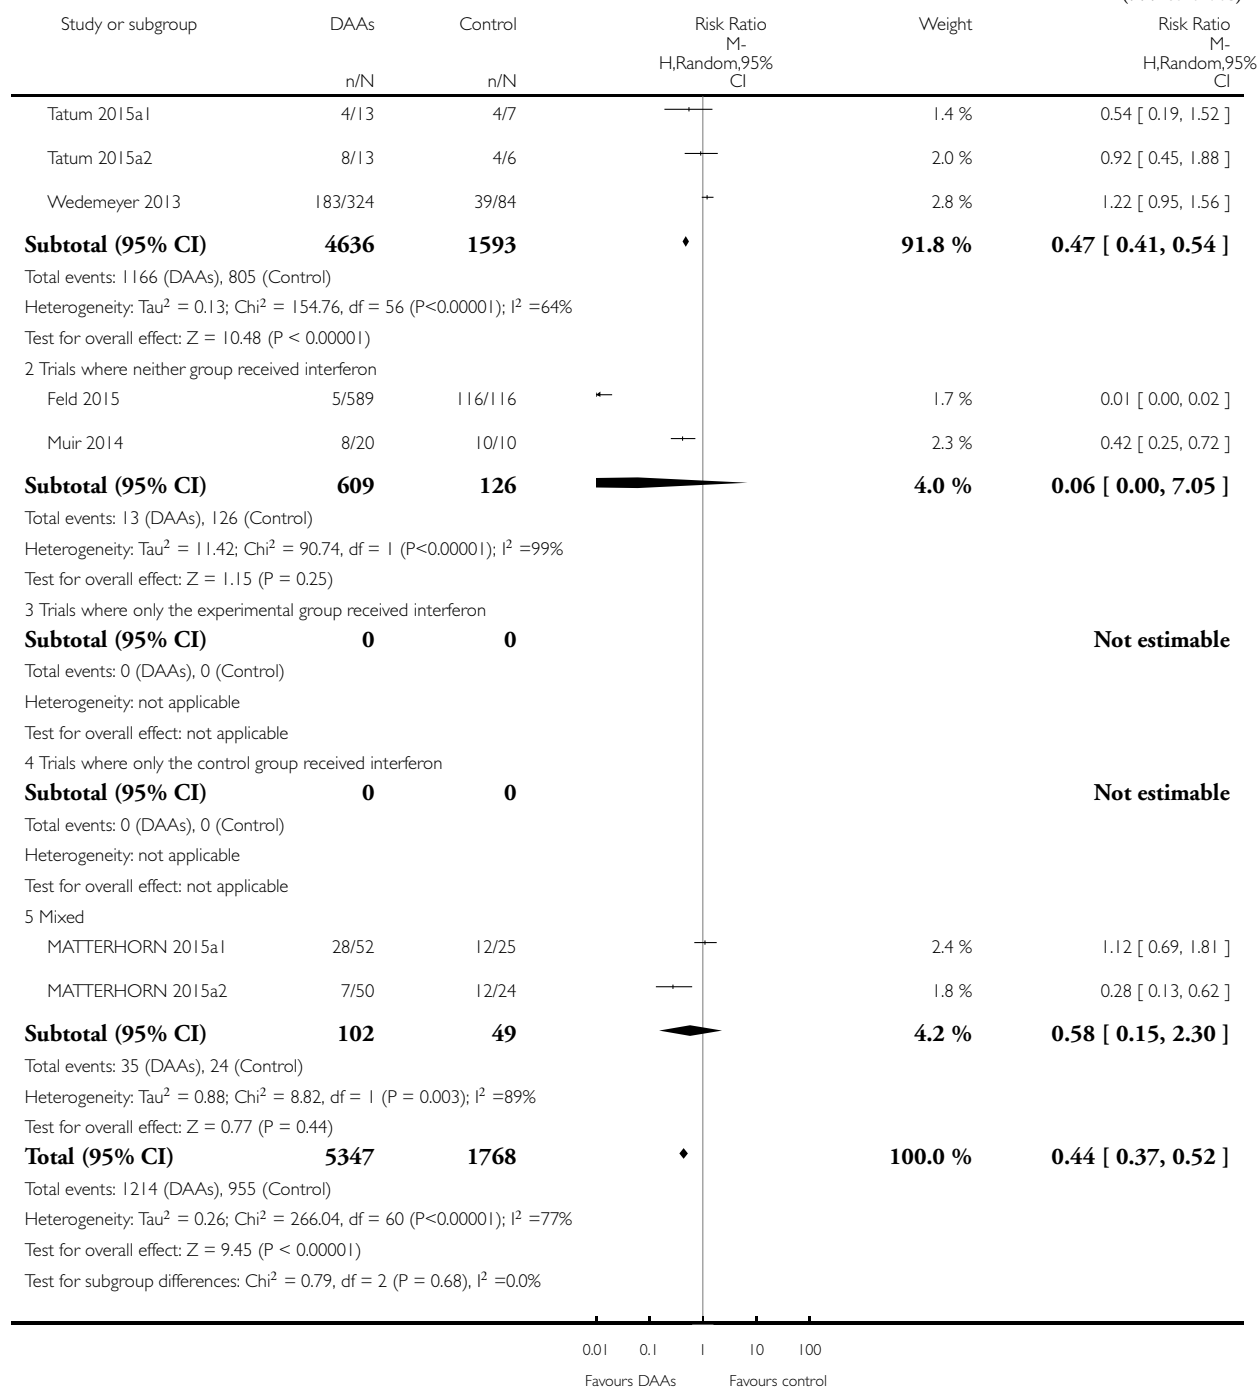 Study or subgroup DAAs Control Risk Ratio Weight Risk Ratio
M- M-
H,Random,95% H,Random,95%
n/N n/N CI CI
Tatum 2015a1 4/13 4/7 1.4 % 0.54 [ 0.19, 1.52 ]
Tatum 2015a2 8/13 4/6 2.0 % 0.92 [ 0.45, 1.88 ]
Wedemeyer 2013 183/324 39/84 2.8 % 1.22 [ 0.95, 1.56 ]
Subtotal (95% CI) 4636 1593 91.8 % 0.47 [ 0.41, 0.54 ]
Total events: 1166 (DAAs), 805 (Control)
Heterogeneity: Tau² = 0.13; Chi² = 154.76, df = 56 (P<0.00001); I² =64%
Test for overall effect: Z = 10.48 (P < 0.00001)
2 Trials where neither group received interferon
Feld 2015 5/589 116/116 1.7 % 0.01 [ 0.00, 0.02 ]
Muir 2014 8/20 10/10 2.3 % 0.42 [ 0.25, 0.72 ]
Subtotal (95% CI) 609 126 4.0 % 0.06 [ 0.00, 7.05 ]
Total events: 13 (DAAs), 126 (Control)
Heterogeneity: Tau² = 11.42; Chi² = 90.74, df = 1 (P<0.00001); I² =99%
Test for overall effect: Z = 1.15 (P = 0.25)
3 Trials where only the experimental group received interferon
Subtotal (95% CI) 0 0 Not estimable
Total events: 0 (DAAs), 0 (Control)
Heterogeneity: not applicable
Test for overall effect: not applicable
4 Trials where only the control group received interferon
Subtotal (95% CI) 0 0 Not estimable
Total events: 0 (DAAs), 0 (Control)
Heterogeneity: not applicable
Test for overall effect: not applicable
5 Mixed
MATTERHORN 2015a1 28/52 12/25 2.4 % 1.12 [ 0.69, 1.81 ]
MATTERHORN 2015a2 7/50 12/24 1.8 % 0.28 [ 0.13, 0.62 ]
Subtotal (95% CI) 102 49 4.2 % 0.58 [ 0.15, 2.30 ]
Total events: 35 (DAAs), 24 (Control)
Heterogeneity: Tau² = 0.88; Chi² = 8.82, df = 1 (P = 0.003); I² =89%
Test for overall effect: Z = 0.77 (P = 0.44)
Total (95% CI) 5347 1768 100.0 % 0.44 [ 0.37, 0.52 ]
Total events: 1214 (DAAs), 955 (Control)
Heterogeneity: Tau² = 0.26; Chi² = 266.04, df = 60 (P<0.00001); I² =77%
Test for overall effect: Z = 9.45 (P < 0.00001)
Test for subgroup differences: Chi² = 0.79, df = 2 (P = 0.68), I² =0.0%
0.01 0.1 1 10 100
Favours DAAs Favours control